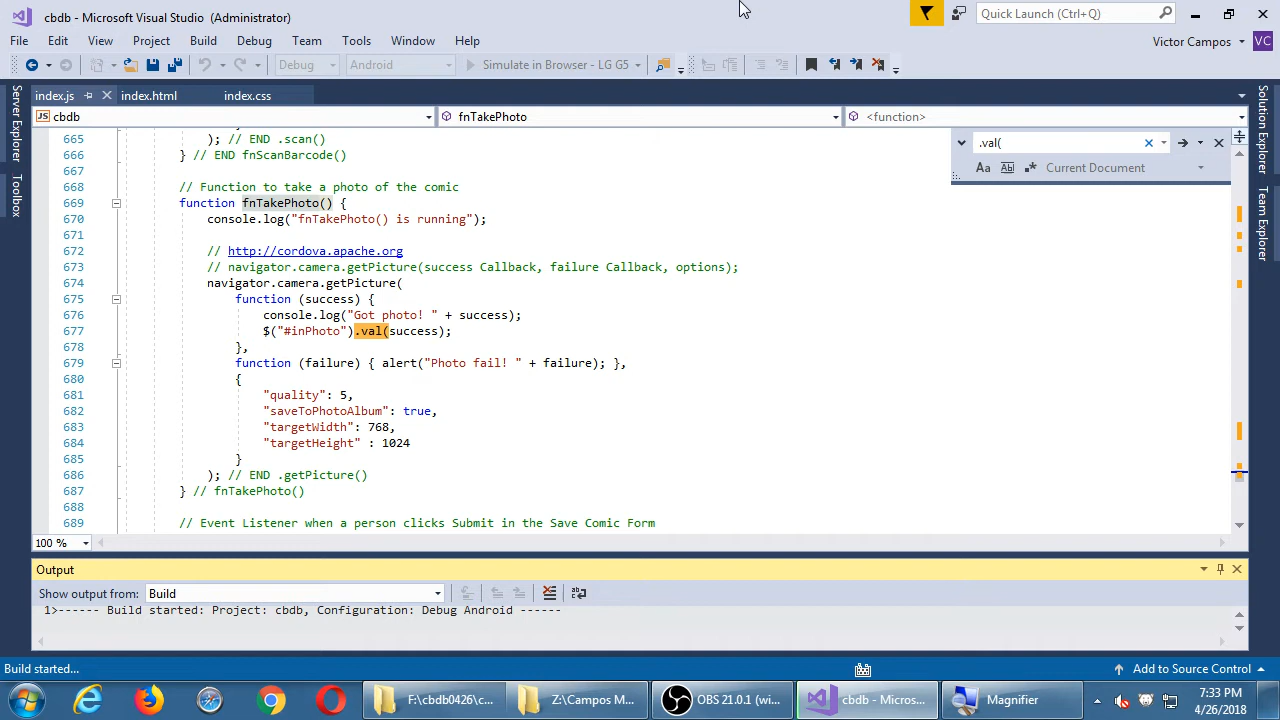 cbdb - Microsoft Visual Studio (Administrator)
Quick Launch (Ctrl+Q)
File Edit View Project Build Debug Team Tools Window Help
Victor Campos VC
Debug Android Simulate in Browser - LG G5
index.js index.html index.css
JS cbdb fnTakePhoto <function>
Server Explorer
Toolbox
Solution Explorer
Team Explorer
.val(
Aa Ab Current Document
665 ); // END .scan()
666 } // END fnScanBarcode()
667
668 // Function to take a photo of the comic
669 function fnTakePhoto() {
670 console.log("fnTakePhoto() is running");
671
672 // http://cordova.apache.org
673 // navigator.camera.getPicture(success Callback, failure Callback, options);
674 navigator.camera.getPicture(
675 function (success) {
676 console.log("Got photo! " + success);
677 $("#inPhoto").val(success);
678 },
679 function (failure) { alert("Photo fail! " + failure); },
680 {
681 "quality": 5,
682 "saveToPhotoAlbum": true,
683 "targetWidth": 768,
684 "targetHeight" : 1024
685 }
686 ); // END .getPicture()
687 } // fnTakePhoto()
688
689 // Event Listener when a person clicks Submit in the Save Comic Form
100 %
Output
Show output from: Build
1>------ Build started: Project: cbdb, Configuration: Debug Android ------
Build started... Add to Source Control
F:\cbdb0426\c... Z:\Campos M... OBS 21.0.1 (wi... cbdb - Micros... Magnifier
7:33 PM
4/26/2018